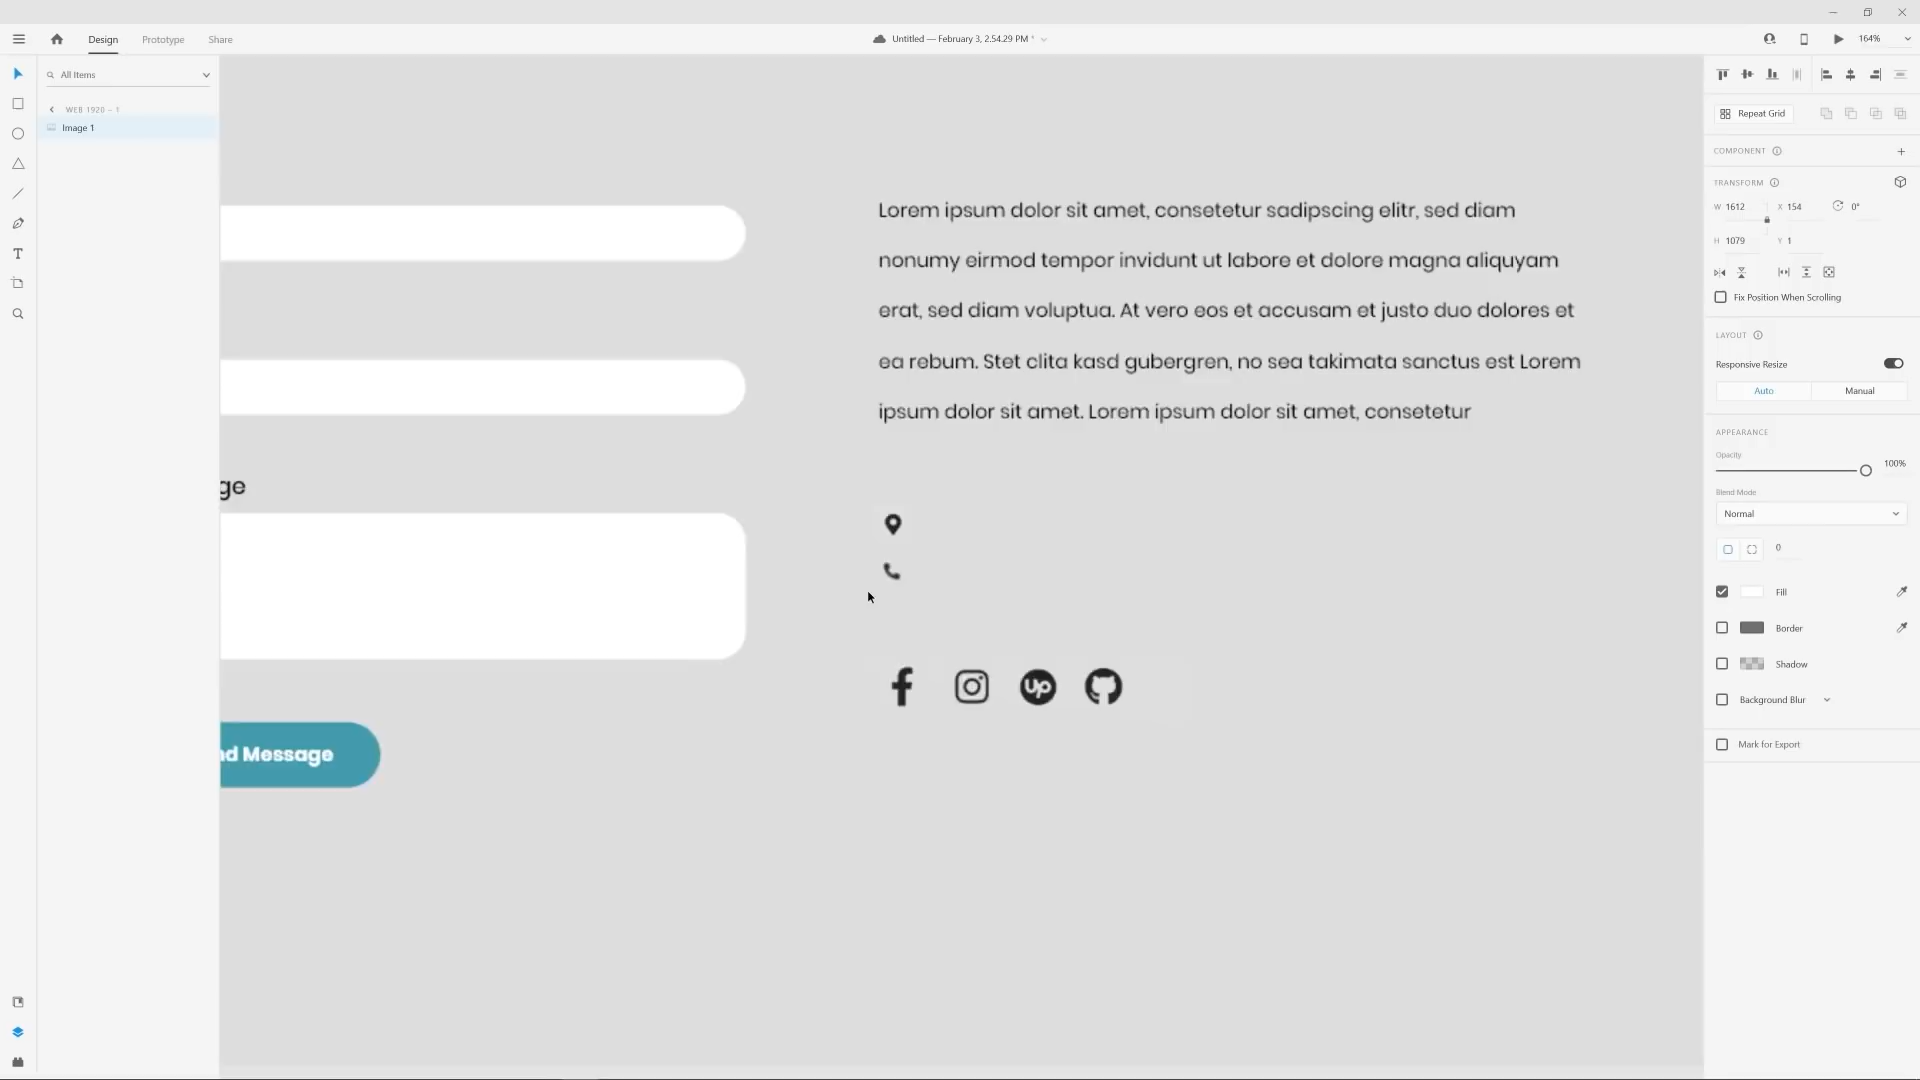 Design
Prototype
Share
Untitled — February 3, 2.54.29 PM *
164%
All Items
WEB 1920 – 1
Image 1
Lorem ipsum dolor sit amet, consetetur sadipscing elitr, sed diam
nonumy eirmod tempor invidunt ut labore et dolore magna aliquyam
erat, sed diam voluptua. At vero eos et accusam et justo duo dolores et
ea rebum. Stet clita kasd gubergren, no sea takimata sanctus est Lorem
ipsum dolor sit amet. Lorem ipsum dolor sit amet, consetetur
ge
nd Message
up
Repeat Grid
COMPONENT
TRANSFORM
W 1612 X 154 0°
H 1079 Y 1
Fix Position When Scrolling
LAYOUT
Responsive Resize
Auto Manual
APPEARANCE
Opacity
100%
Blend Mode
Normal
0
Fill
Border
Shadow
Background Blur
Mark for Export